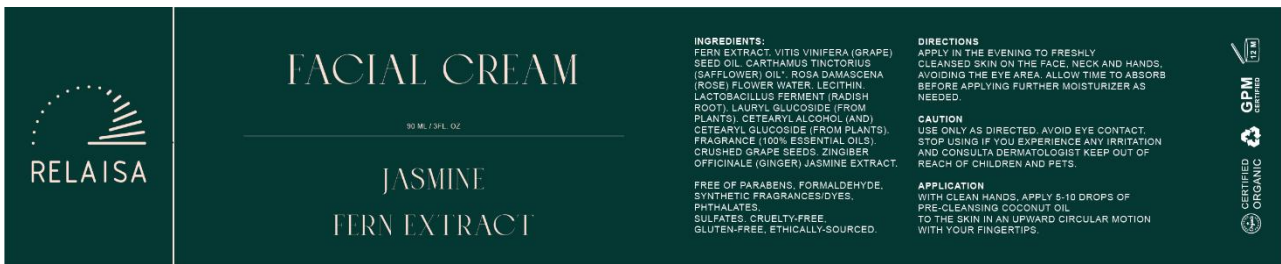 RELAISA
FACIAL CREAM
90 ML / 3FL. OZ
JASMINE
FERN EXTRACT
INGREDIENTS:
FERN EXTRACT. VITIS VINIFERA (GRAPE)
SEED OIL. CARTHAMUS TINCTORIUS
(SAFFLOWER) OIL*. ROSA DAMASCENA
(ROSE) FLOWER WATER. LECITHIN.
LACTOBACILLUS FERMENT (RADISH
ROOT). LAURYL GLUCOSIDE (FROM
PLANTS). CETEARYL ALCOHOL (AND)
CETEARYL GLUCOSIDE (FROM PLANTS).
FRAGRANCE (100% ESSENTIAL OILS).
CRUSHED GRAPE SEEDS. ZINGIBER
OFFICINALE (GINGER) JASMINE EXTRACT.
FREE OF PARABENS, FORMALDEHYDE,
SYNTHETIC FRAGRANCES/DYES,
PHTHALATES,
SULFATES. CRUELTY-FREE,
GLUTEN-FREE, ETHICALLY-SOURCED.
DIRECTIONS
APPLY IN THE EVENING TO FRESHLY
CLEANSED SKIN ON THE FACE, NECK AND HANDS,
AVOIDING THE EYE AREA. ALLOW TIME TO ABSORB
BEFORE APPLYING FURTHER MOISTURIZER AS
NEEDED.
CAUTION
USE ONLY AS DIRECTED. AVOID EYE CONTACT.
STOP USING IF YOU EXPERIENCE ANY IRRITATION
AND CONSULTA DERMATOLOGIST KEEP OUT OF
REACH OF CHILDREN AND PETS.
APPLICATION
WITH CLEAN HANDS, APPLY 5-10 DROPS OF
PRE-CLEANSING COCONUT OIL
TO THE SKIN IN AN UPWARD CIRCULAR MOTION
WITH YOUR FINGERTIPS.
12 M
GPM
CERTIFIED
CERTIFIED
ORGANIC